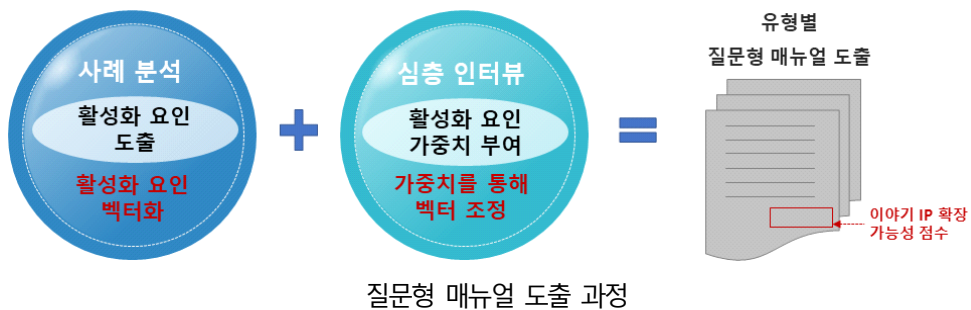 사례 분석
활성화 요인
도출
활성화 요인
벡터화
+
심층 인터뷰
활성화 요인
가중치 부여
가중치를 통해
벡터 조정
=
유형별
질문형 매뉴얼 도출
이야기 IP 확장
가능성 점수
질문형 매뉴얼 도출 과정